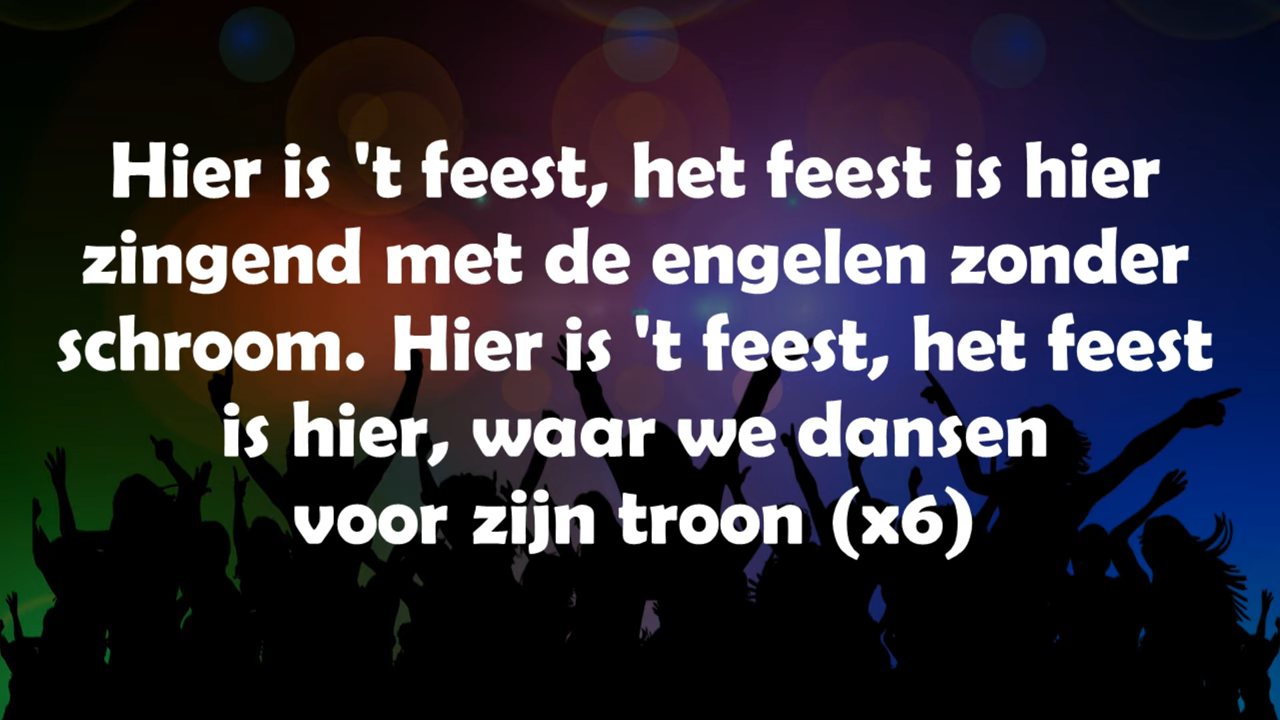 Hier is 't feest, het feest is hier
zingend met de engelen zonder
schroom. Hier is 't feest, het feest
is hier, waar we dansen
voor zijn troon (x6)